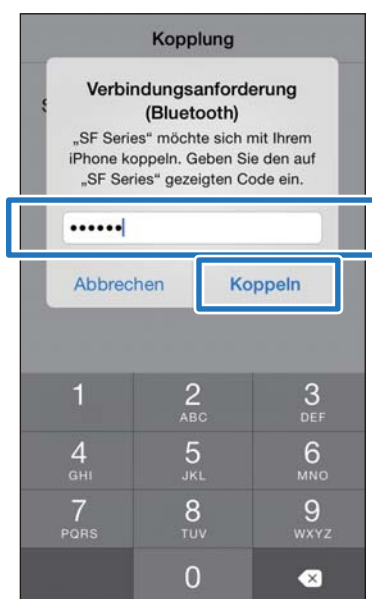 Kopplung
Verbindungsanforderung
(Bluetooth)
„SF Series“ möchte sich mit Ihrem
iPhone koppeln. Geben Sie den auf
„SF Series“ gezeigten Code ein.
••••••
Abbrechen Koppeln
1 2 3
ABC DEF
4 5 6
GHI JKL MNO
7 8 9
PQRS TUV WXYZ
0